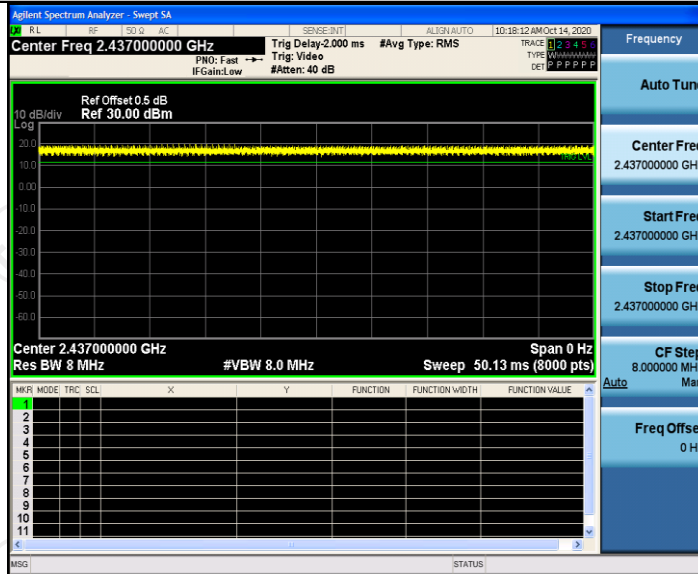 Agilent Spectrum Analyzer - Swept SA
RL RF 50 Ω AC SENSE:INT ALIGN AUTO 10:18:12 AM Oct 14, 2020
Center Freq 2.437000000 GHz
PNO: Fast
IFGain:Low
Trig Delay-2.000 ms
Trig: Video
#Atten: 40 dB
#Avg Type: RMS
TRACE 1 2 3 4 5 6
TYPE
DET P P P P P P
Ref Offset 0.5 dB
10 dB/div Ref 30.00 dBm
Log
20.0
10.0
0.00
-10.0
-20.0
-30.0
-40.0
-50.0
-60.0
TRIG LVL
Center 2.437000000 GHz Span 0 Hz
Res BW 8 MHz #VBW 8.0 MHz Sweep 50.13 ms (8000 pts)
MKR MODE TRC SCL X Y FUNCTION FUNCTION WIDTH FUNCTION VALUE
1
2
3
4
5
6
7
8
9
10
11
MSG STATUS
Frequency
Auto Tun
Center Fre
2.437000000 GH
Start Fre
2.437000000 GH
Stop Fre
2.437000000 GH
CF Step
8.000000 MH
Auto Ma
Freq Offse
0 H